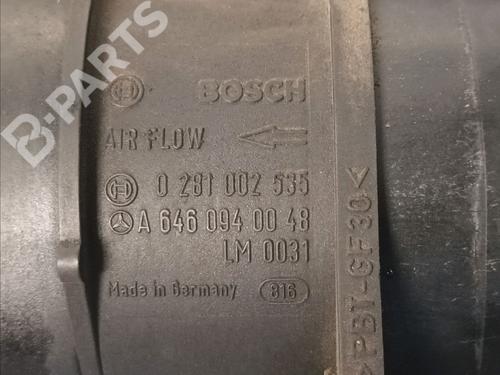 B-PARTS
BOSCH
AIR FLOW
0 281 002 535
A 646 094 00 48
LM 0031
Made in Germany 816
>PBT-GF30<